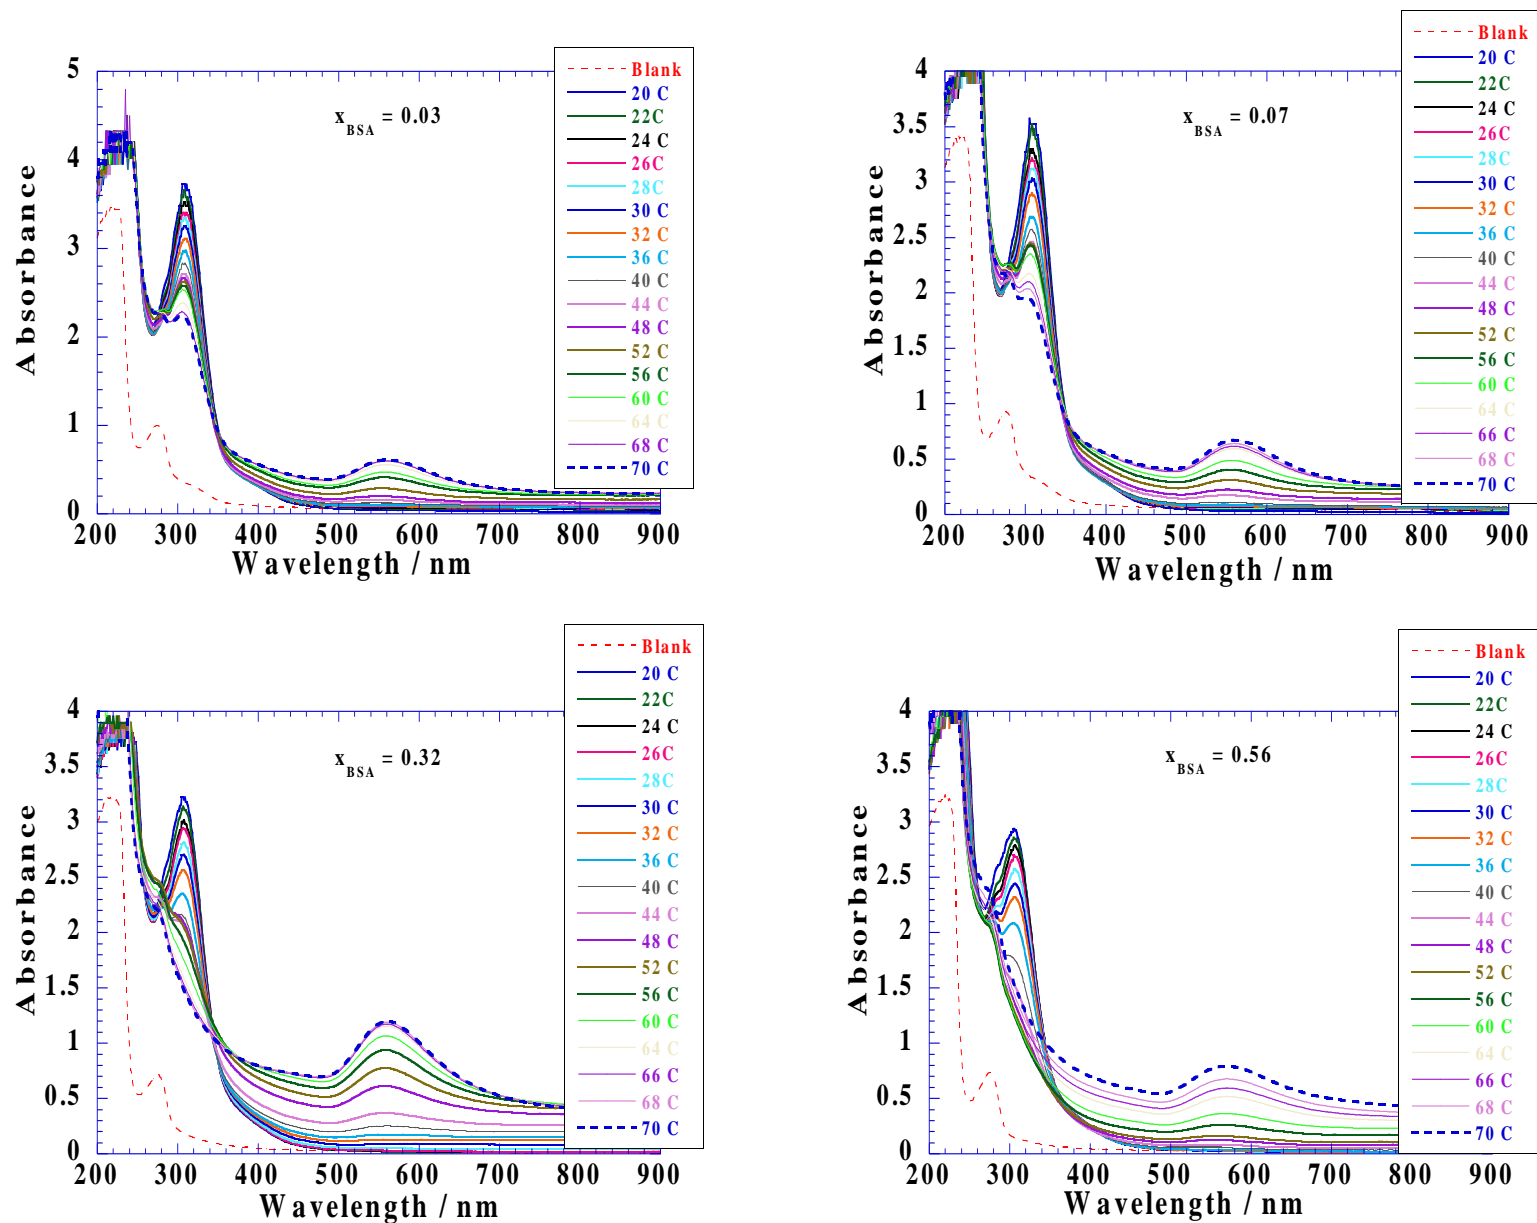 x BSA = 0.03
Absorbance
5
4
3
2
1
0
200 300 400 500 600 700 800 900
Wavelength / nm
Blank
20 C
22C
24 C
26C
28C
30 C
32 C
36 C
40 C
44 C
48 C
52 C
56 C
60 C
64 C
68 C
70 C
x BSA = 0.07
Absorbance
4
3.5
3
2.5
2
1.5
1
0.5
0
200 300 400 500 600 700 800 900
Wavelength / nm
Blank
20 C
22C
24 C
26C
28C
30 C
32 C
36 C
40 C
44 C
48 C
52 C
56 C
60 C
64 C
66 C
68 C
70 C
x BSA = 0.32
Absorbance
4
3.5
3
2.5
2
1.5
1
0.5
0
200 300 400 500 600 700 800 900
Wavelength / nm
Blank
20 C
22C
24 C
26C
28C
30 C
32 C
36 C
40 C
44 C
48 C
52 C
56 C
60 C
64 C
66 C
68 C
70 C
x BSA = 0.56
Absorbance
4
3.5
3
2.5
2
1.5
1
0.5
0
200 300 400 500 600 700 800 900
Wavelength / nm
Blank
20 C
22C
24 C
26C
28C
30 C
32 C
36 C
40 C
44 C
48 C
52 C
56 C
60 C
64 C
66 C
68 C
70 C